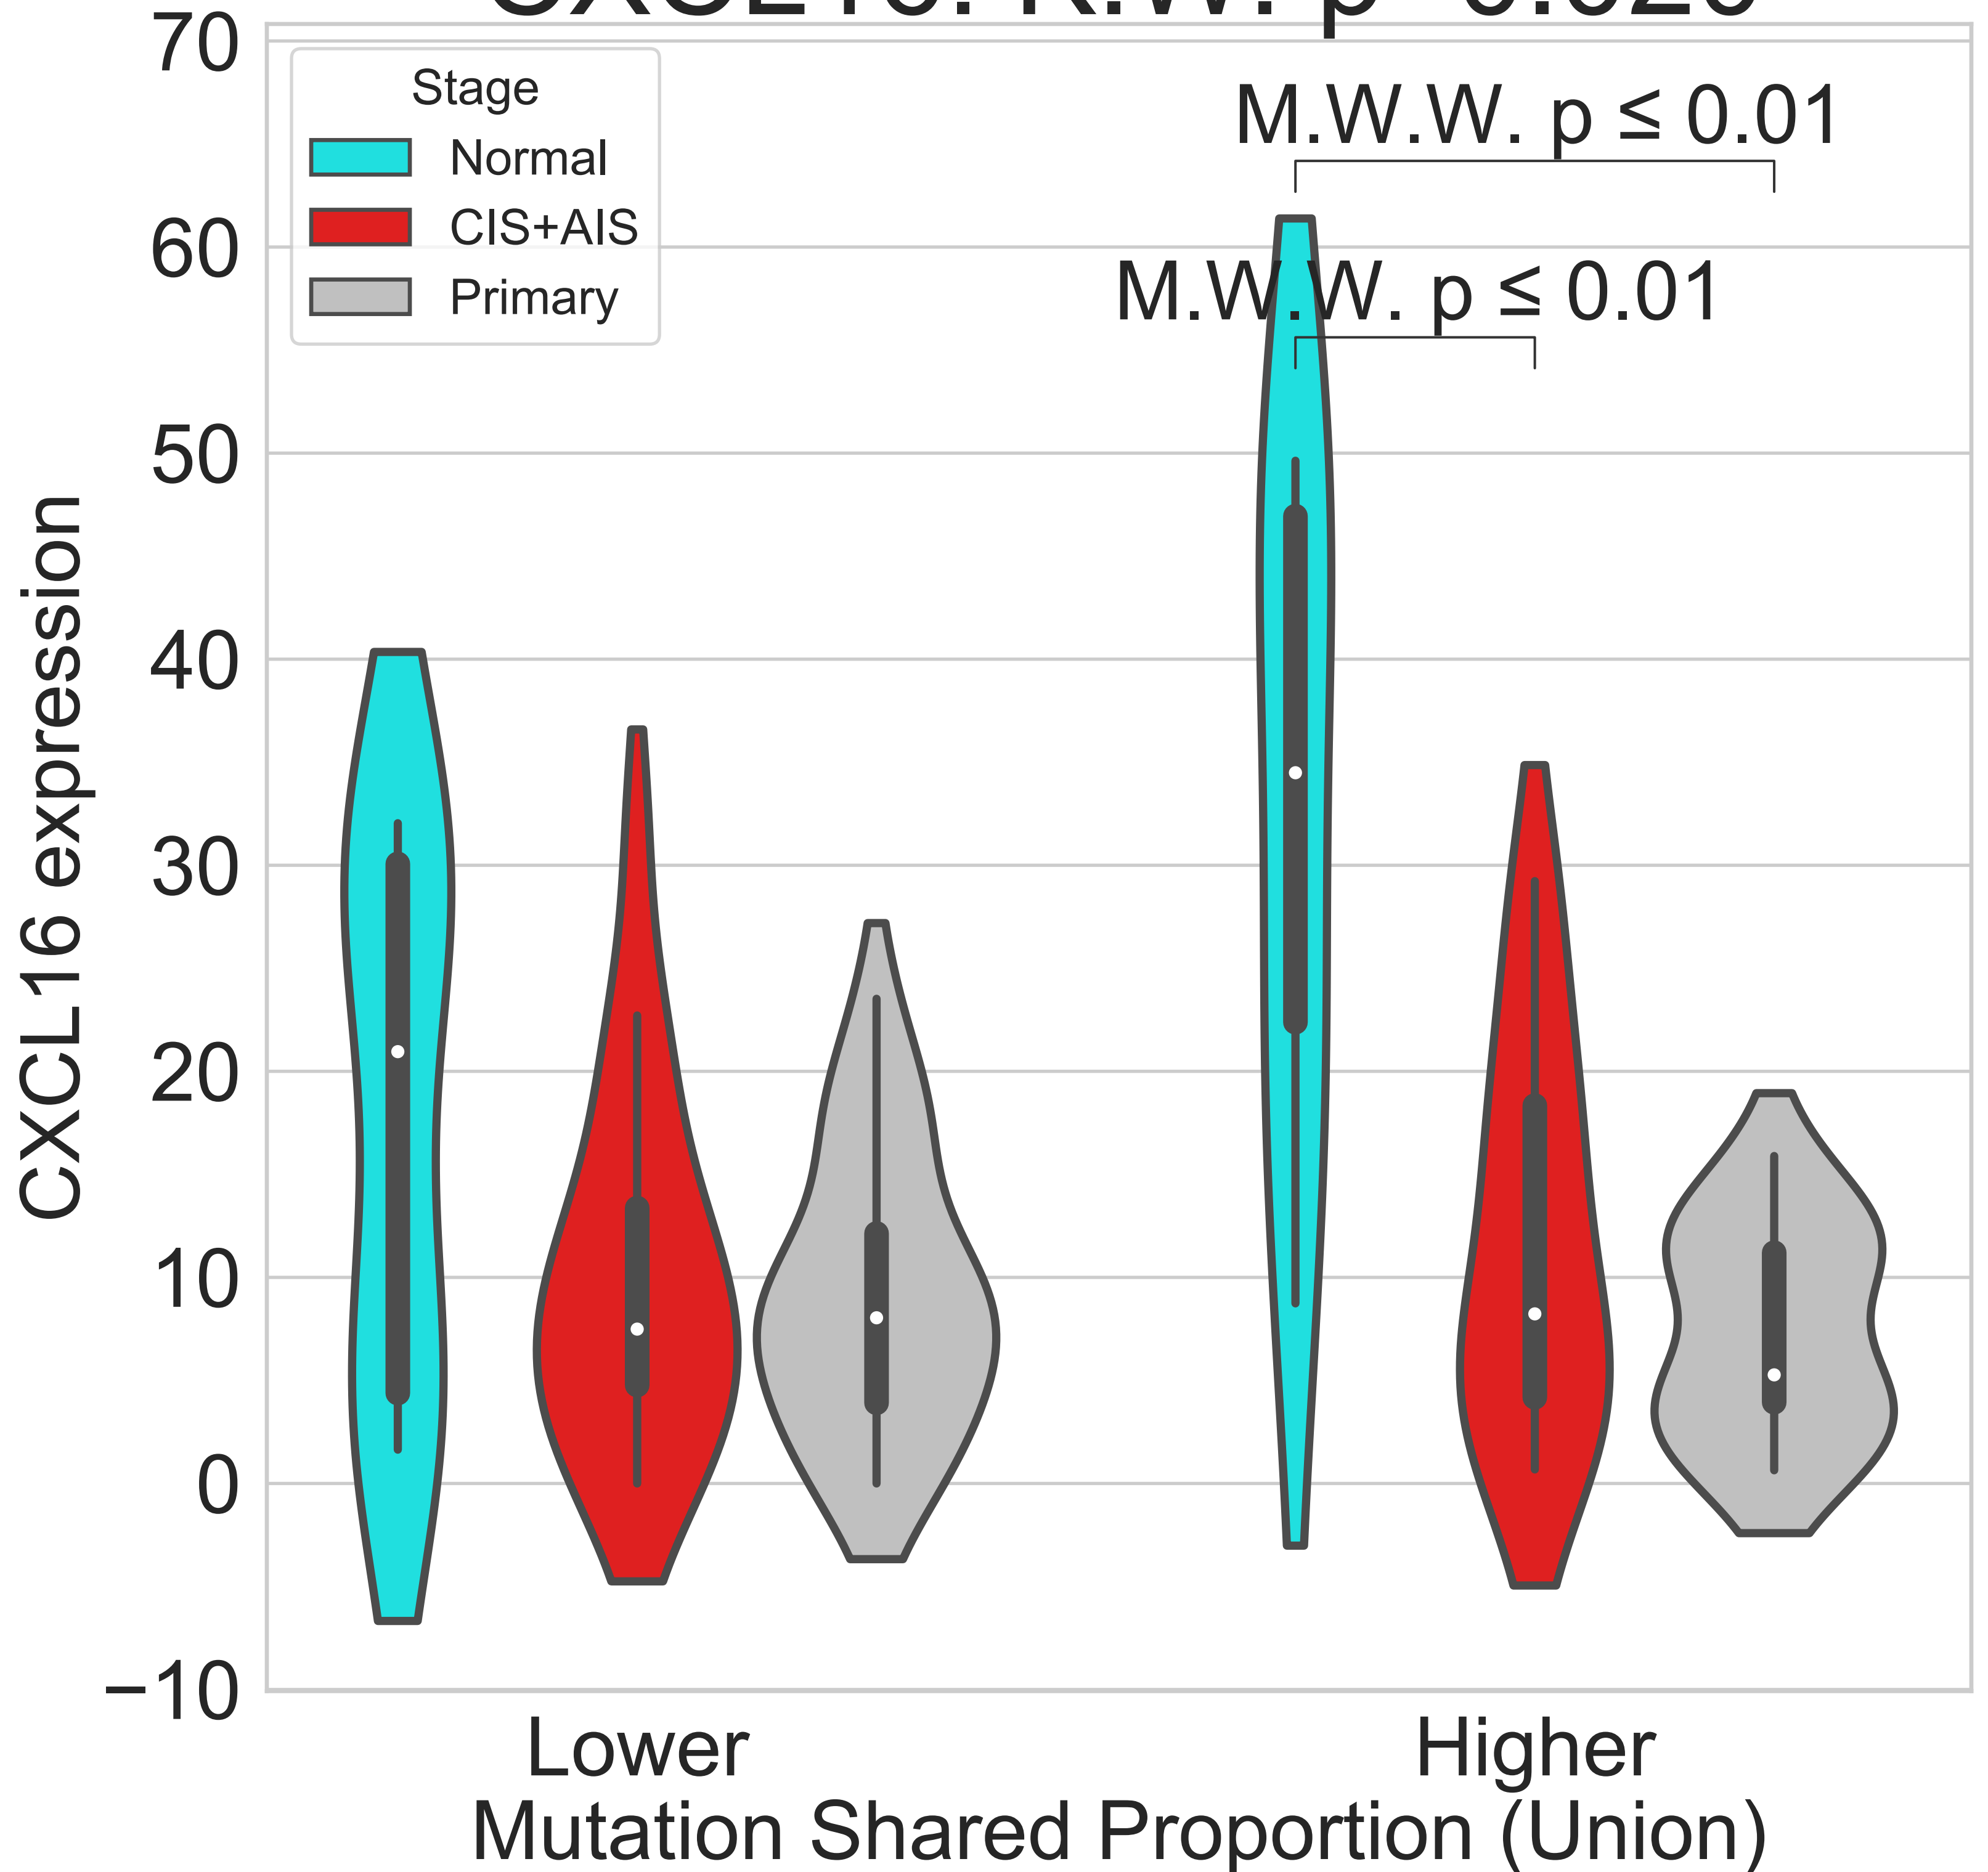 70
Stage
Normal
CIS+AIS
Primary
M.W.W. p ≤ 0.01
60
M.W.W. p ≤ 0.01
50
40
30
20
10
0
−10
CXCL16 expression
Lower
Higher
Mutation Shared Proportion (Union)